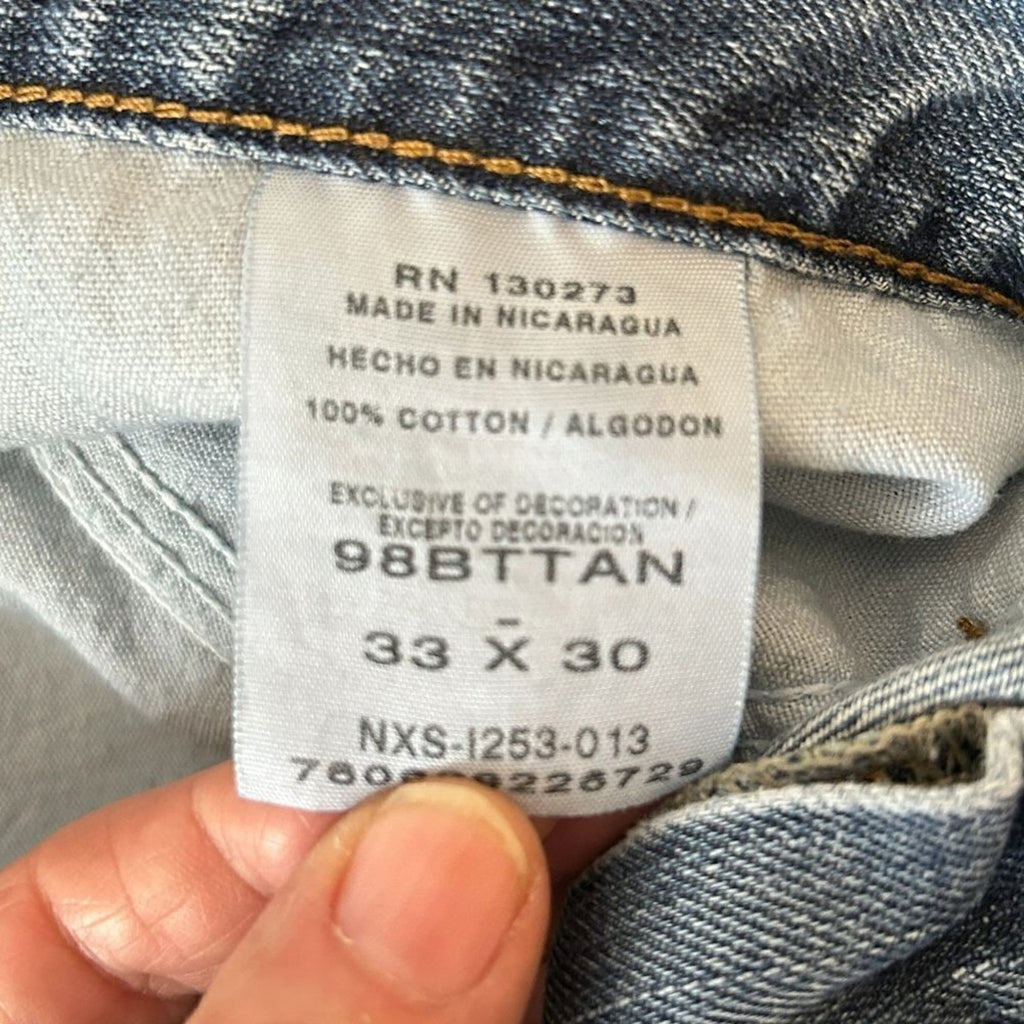 RN 130273
MADE IN NICARAGUA
HECHO EN NICARAGUA
100% COTTON / ALGODON
EXCLUSIVE OF DECORATION /
EXCEPTO DECORACION
98BTTAN
-
33 X 30
NXS-I253-013